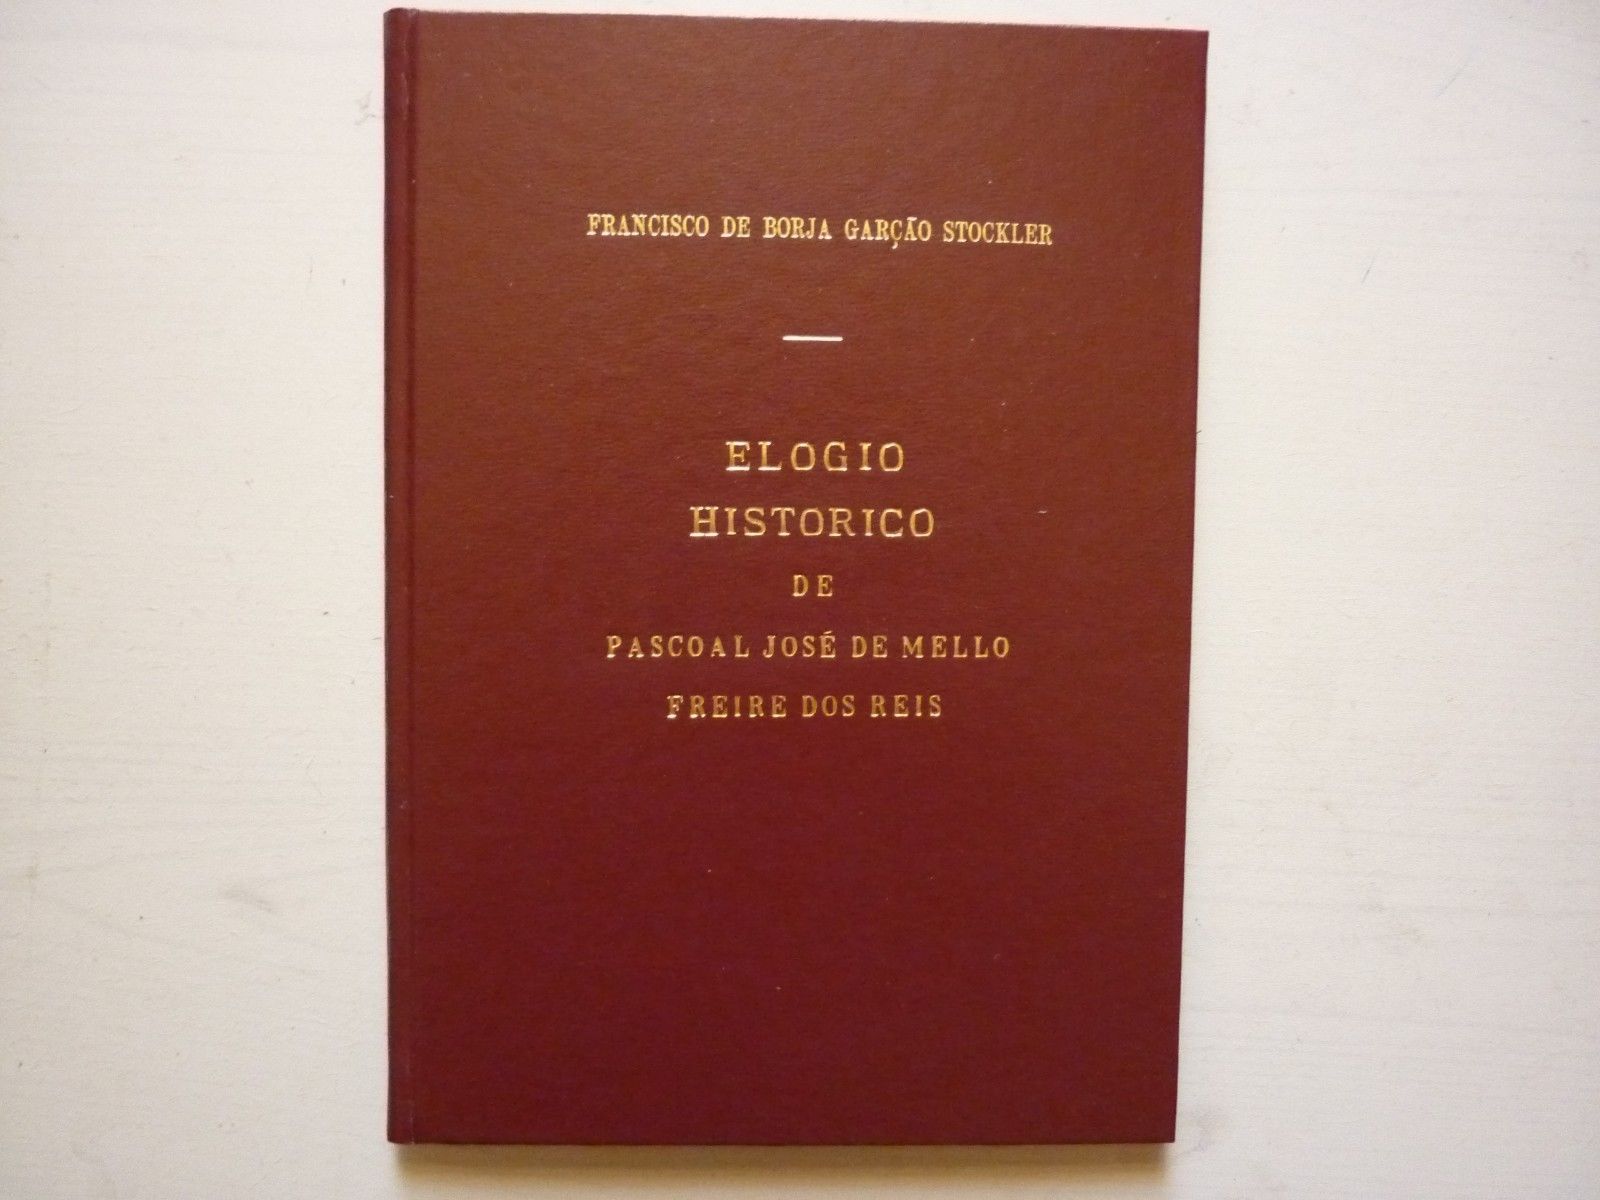 FRANCISCO DE BORJA GARÇÃO STOCKLER
ELOGIO
HISTORICO
DE
PASCOAL JOSÉ DE MELLO
FREIRE DOS REIS